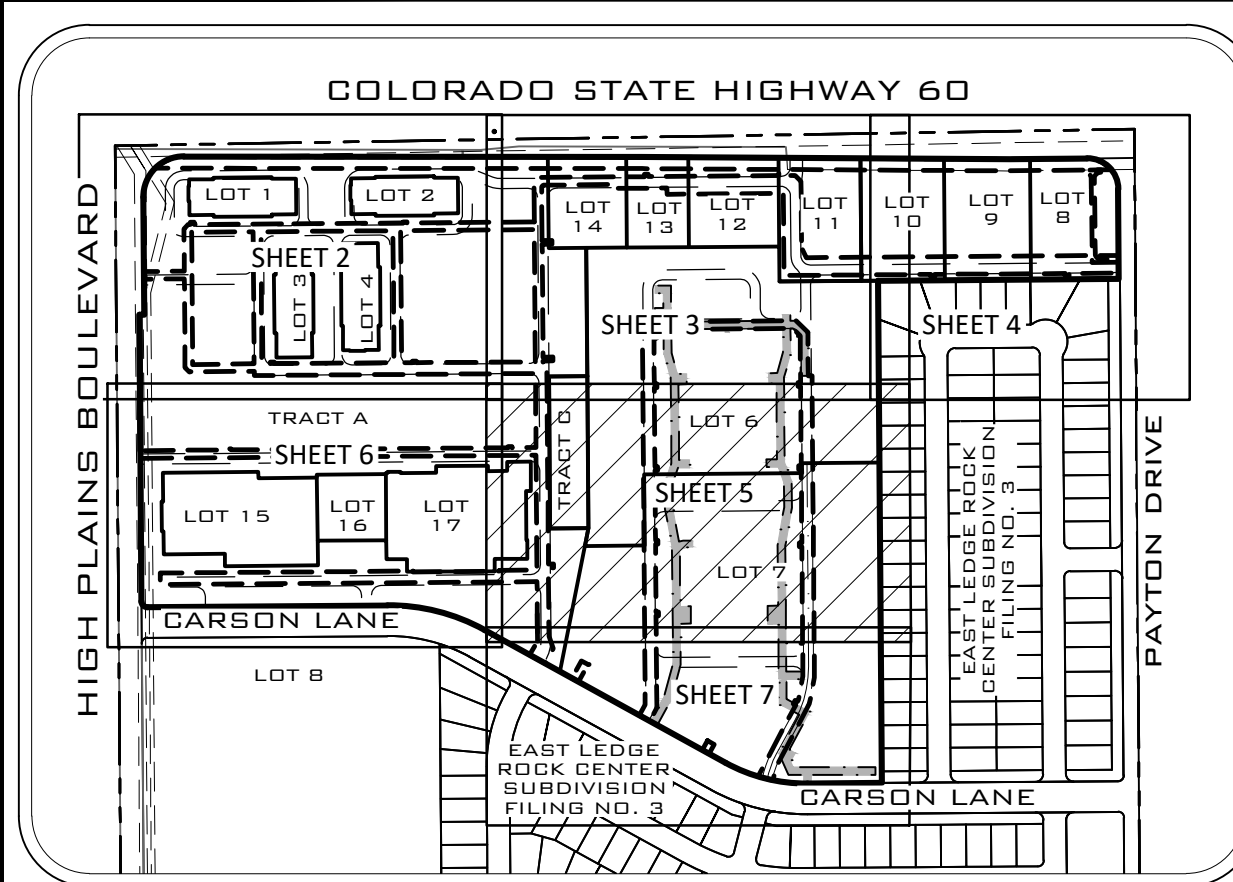 COLORADO STATE HIGHWAY 60
HIGH PLAINS BOULEVARD
LOT 1
LOT 2
LOT
14
LOT
13
LOT
12
LOT
11
LOT
10
LOT
9
LOT
8
SHEET 2
LOT 3
LOT 4
SHEET 3
SHEET 4
TRACT A
TRACT C
LOT 6
SHEET 6
SHEET 5
LOT 15
LOT
16
LOT
17
LOT 7
EAST LEDGE ROCK
CENTER SUBDIVISION
FILING NO. 3
PAYTON DRIVE
CARSON LANE
LOT 8
SHEET 7
EAST LEDGE
ROCK CENTER
SUBDIVISION
FILING NO. 3
CARSON LANE